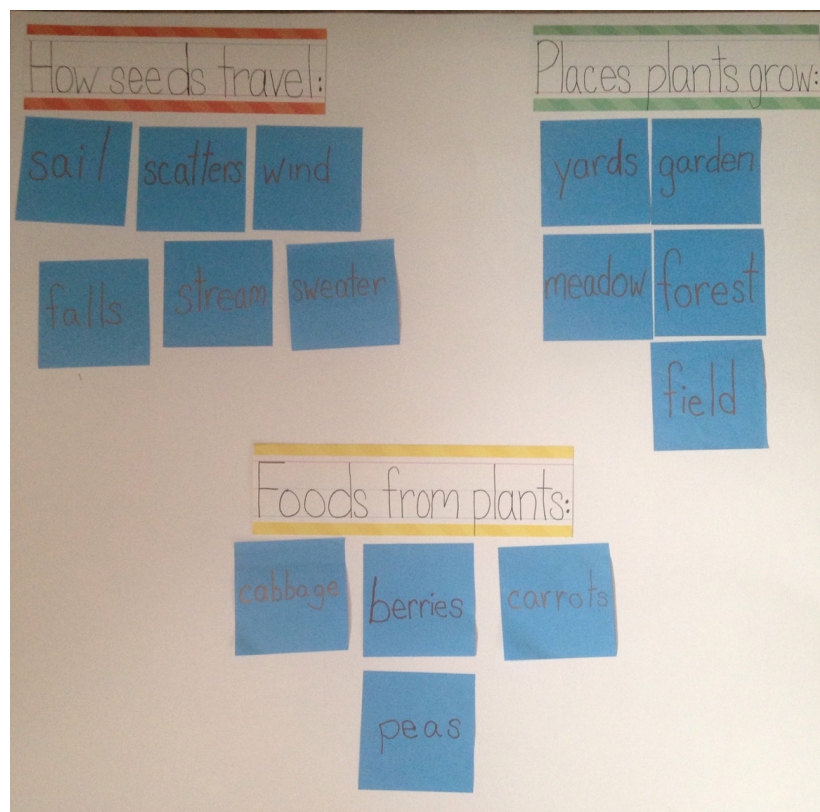 How seeds travel:
sail scatters wind
falls stream sweater
Places plants grow:
yards garden
meadow forest
field
Foods from plants:
cabbage berries carrots
peas